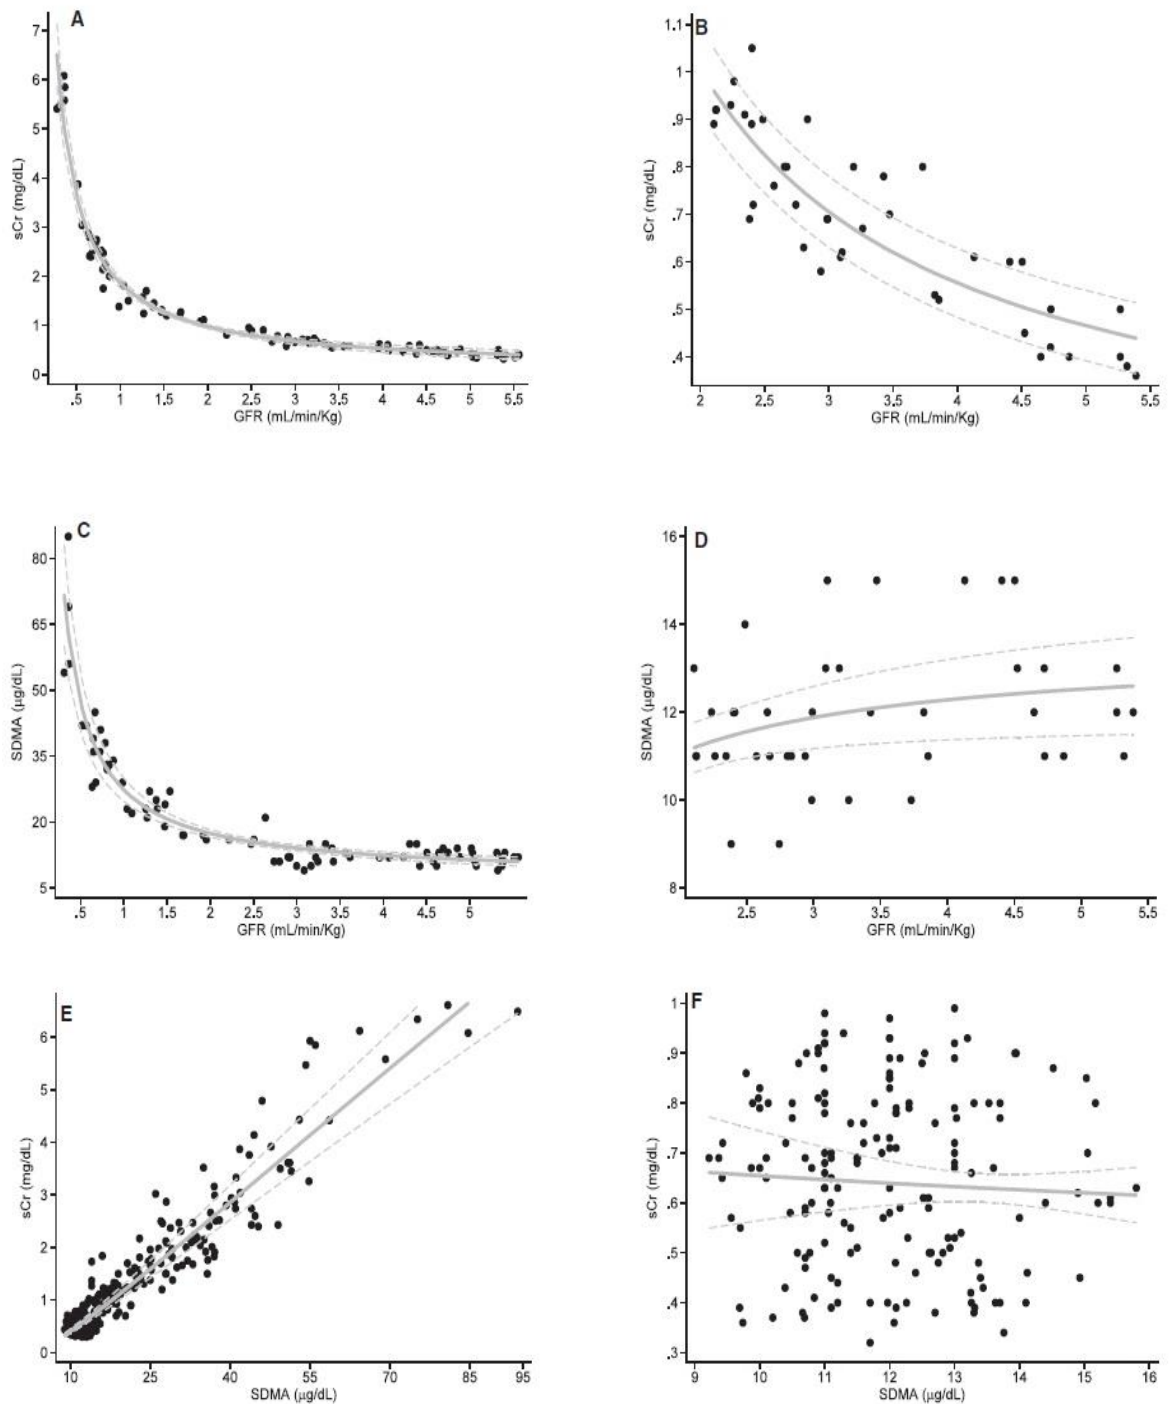 A
7
6
5
4
3
2
1
0
sCr (mg/dL)
.5 1 1.5 2 2.5 3 3.5 4 4.5 5 5.5
GFR (mL/min/Kg)
B
1.1
1
.9
.8
.7
.6
.5
.4
sCr (mg/dL)
2 2.5 3 3.5 4 4.5 5 5.5
GFR (mL/min/Kg)
C
80
65
50
35
20
5
SDMA (µg/dL)
.5 1 1.5 2 2.5 3 3.5 4 4.5 5
GFR (mL/min/Kg)
D
16
14
12
10
8
SDMA (µg/dL)
2.5 3 3.5 4 4.5 5 5.5
GFR (mL/min/Kg)
E
6
5
4
3
2
1
0
sCr (mg/dL)
10 25 40 55 70 85 95
SDMA (µg/dL)
F
1
.9
.8
.7
.6
.5
.4
.3
sCr (mg/dL)
9 10 11 12 13 14 15 16
SDMA (µg/dL)